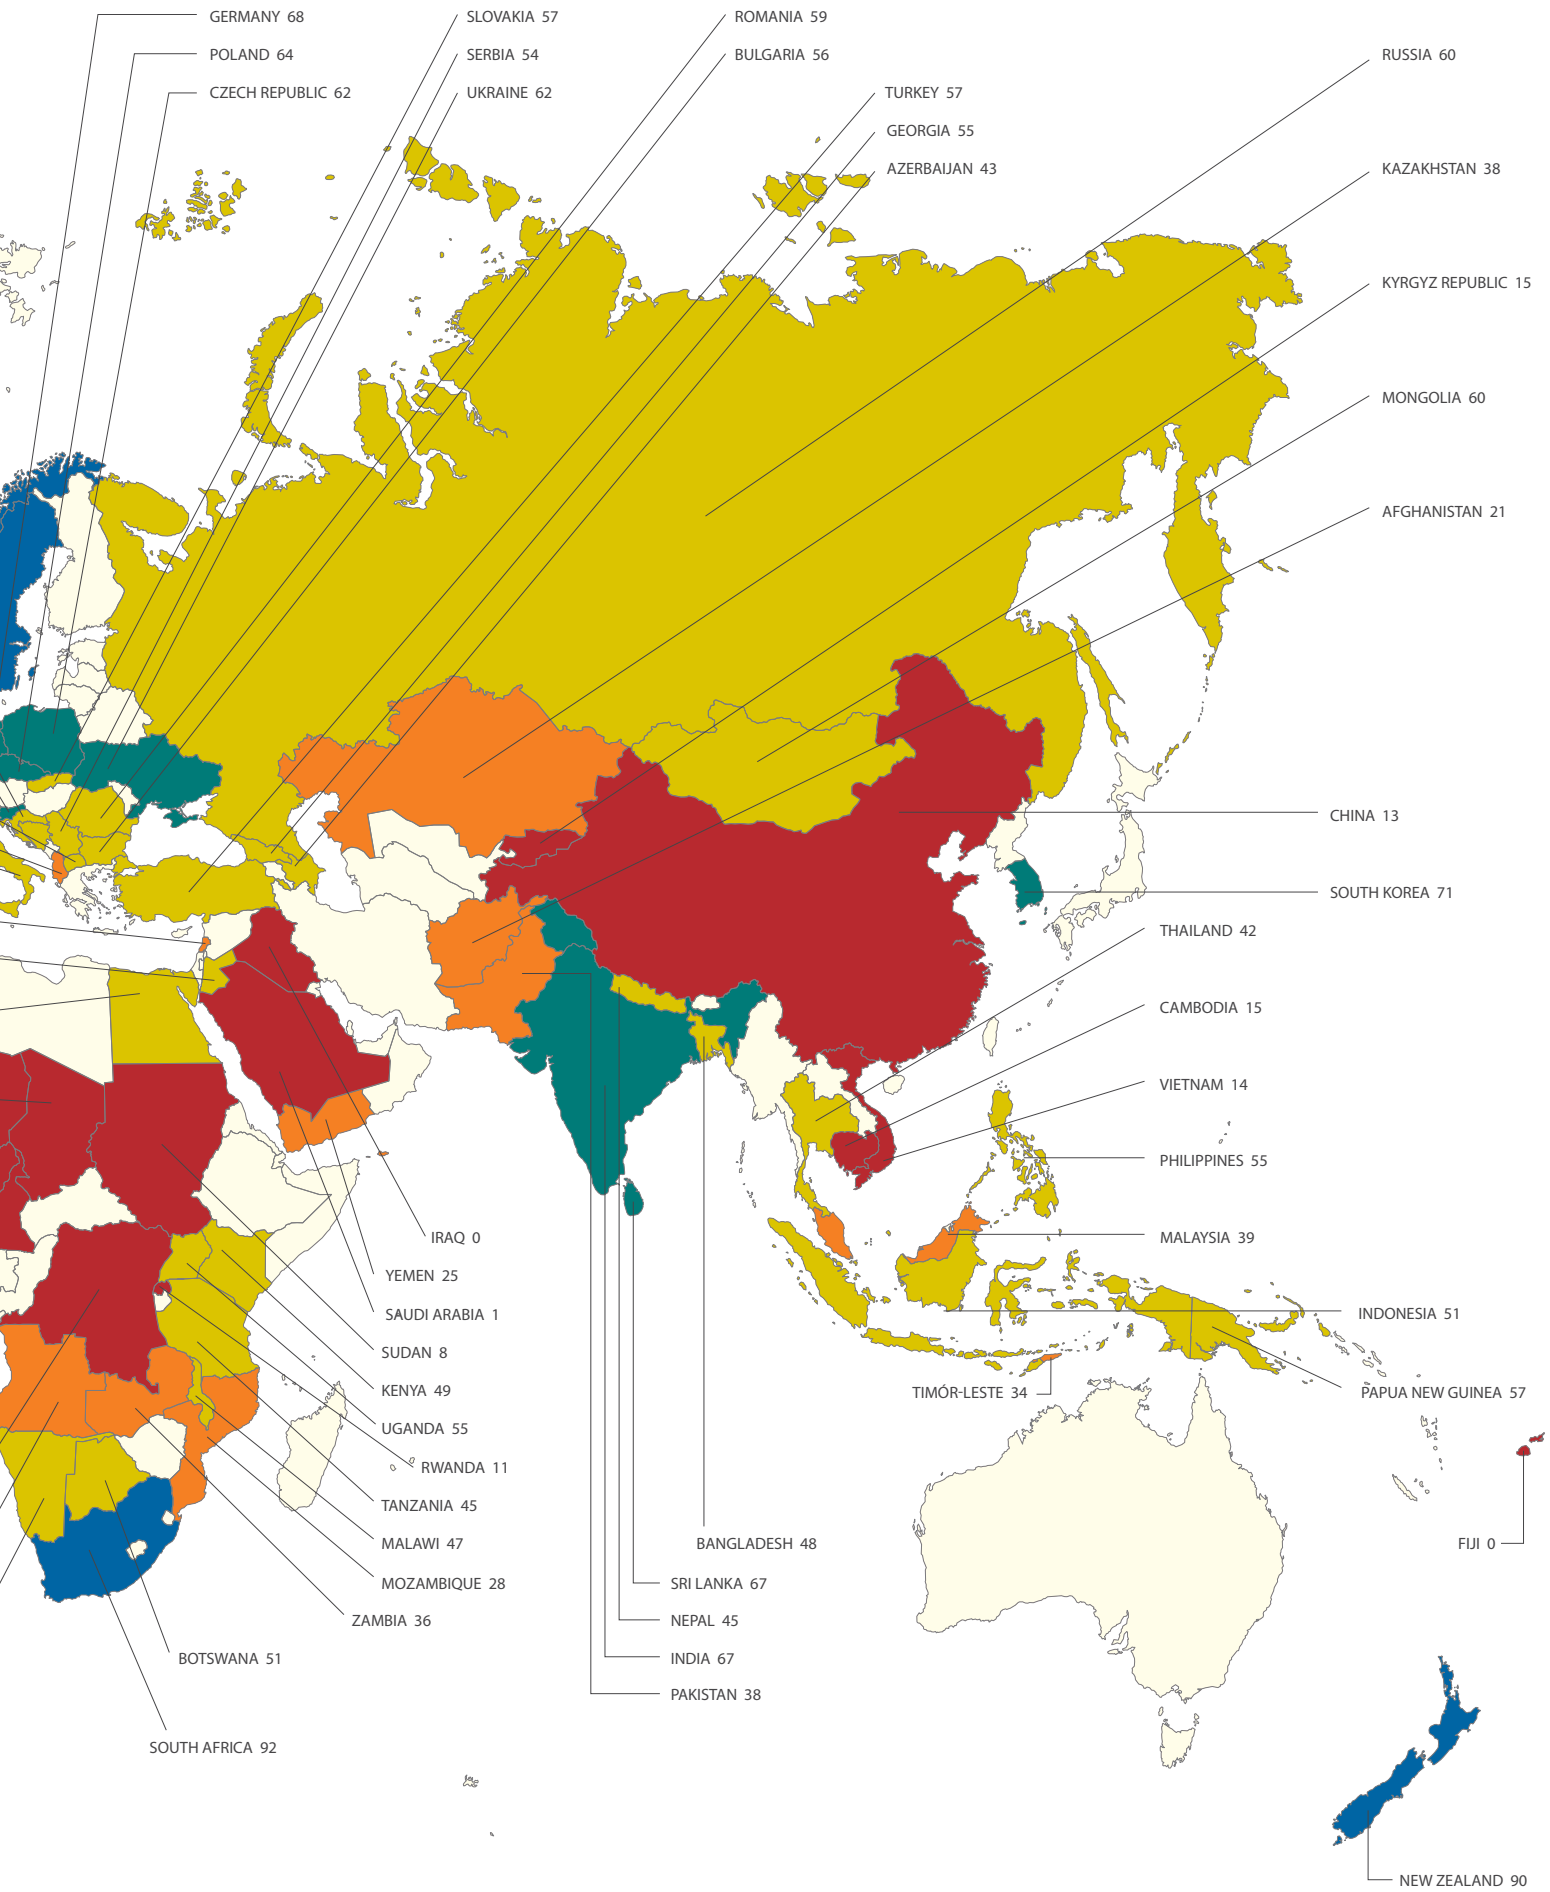 GERMANY 68
SLOVAKIA 57
ROMANIA 59
POLAND 64
SERBIA 54
BULGARIA 56
RUSSIA 60
CZECH REPUBLIC 62
UKRAINE 62
TURKEY 57
GEORGIA 55
AZERBAIJAN 43
KAZAKHSTAN 38
KYRGYZ REPUBLIC 15
MONGOLIA 60
AFGHANISTAN 21
CHINA 13
SOUTH KOREA 71
THAILAND 42
CAMBODIA 15
VIETNAM 14
PHILIPPINES 55
IRAQ 0
MALAYSIA 39
YEMEN 25
SAUDI ARABIA 1
INDONESIA 51
SUDAN 8
KENYA 49
TIMÓR-LESTE 34
PAPUA NEW GUINEA 57
UGANDA 55
RWANDA 11
TANZANIA 45
MALAWI 47
BANGLADESH 48
FIJI 0
MOZAMBIQUE 28
SRI LANKA 67
ZAMBIA 36
NEPAL 45
BOTSWANA 51
INDIA 67
PAKISTAN 38
SOUTH AFRICA 92
NEW ZEALAND 90